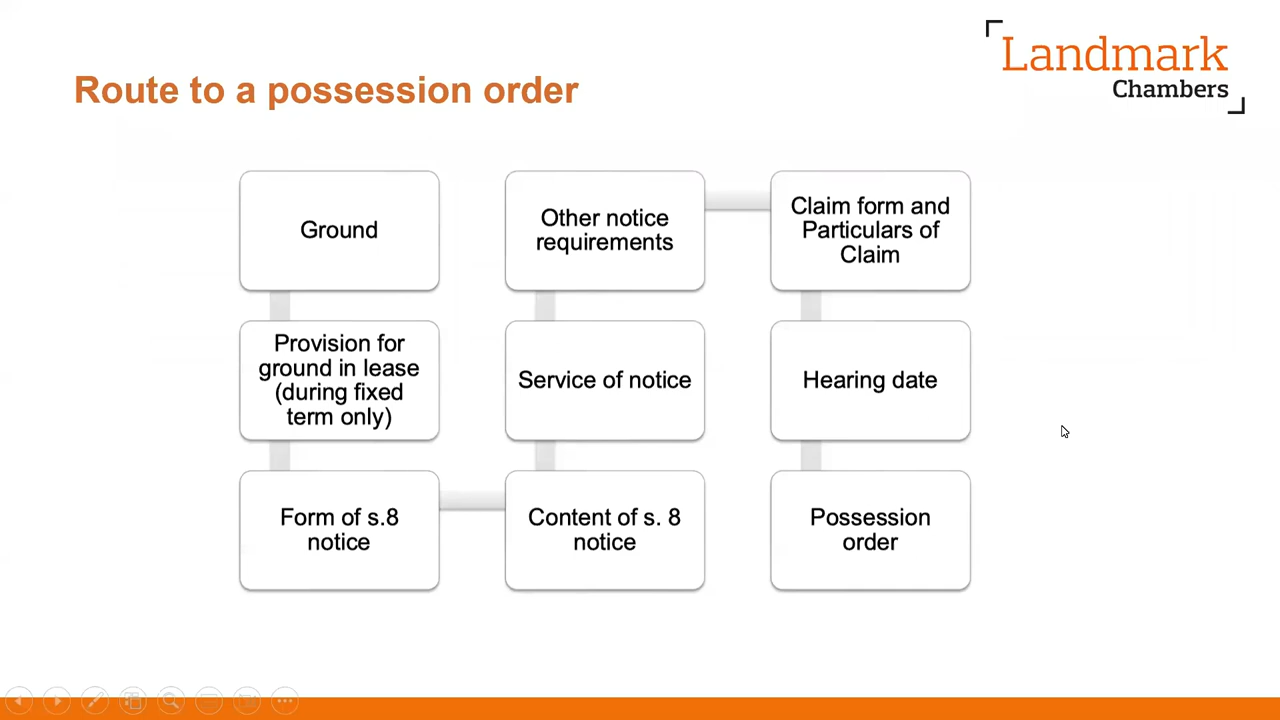 Landmark
Chambers
Route to a possession order
Ground
Provision for
ground in lease
(during fixed
term only)
Form of s.8
notice
Content of s. 8
notice
Service of notice
Other notice
requirements
Claim form and
Particulars of
Claim
Hearing date
Possession
order